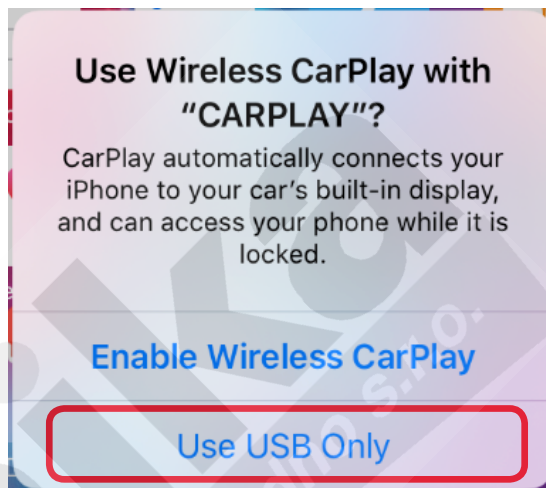 Use Wireless CarPlay with
“CARPLAY”?
CarPlay automatically connects your
iPhone to your car’s built-in display,
and can access your phone while it is
locked.
Enable Wireless CarPlay
Use USB Only